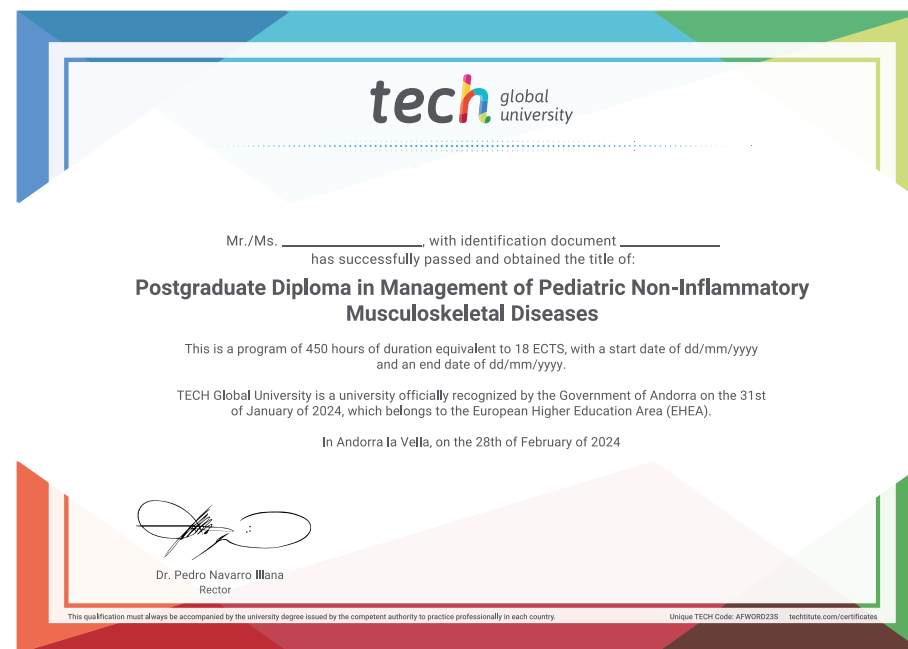 tech global university
Mr./Ms. ____________________, with identification document ______________
has successfully passed and obtained the title of:
Postgraduate Diploma in Management of Pediatric Non-Inflammatory
Musculoskeletal Diseases
This is a program of 450 hours of duration equivalent to 18 ECTS, with a start date of dd/mm/yyyy
and an end date of dd/mm/yyyy.
TECH Global University is a university officially recognized by the Government of Andorra on the 31st
of January of 2024, which belongs to the European Higher Education Area (EHEA).
In Andorra la Vella, on the 28th of February of 2024
Dr. Pedro Navarro Illana
Rector
This qualification must always be accompanied by the university degree issued by the competent authority to practice professionally in each country.
Unique TECH Code: AFWORD23S techtitute.com/certificates